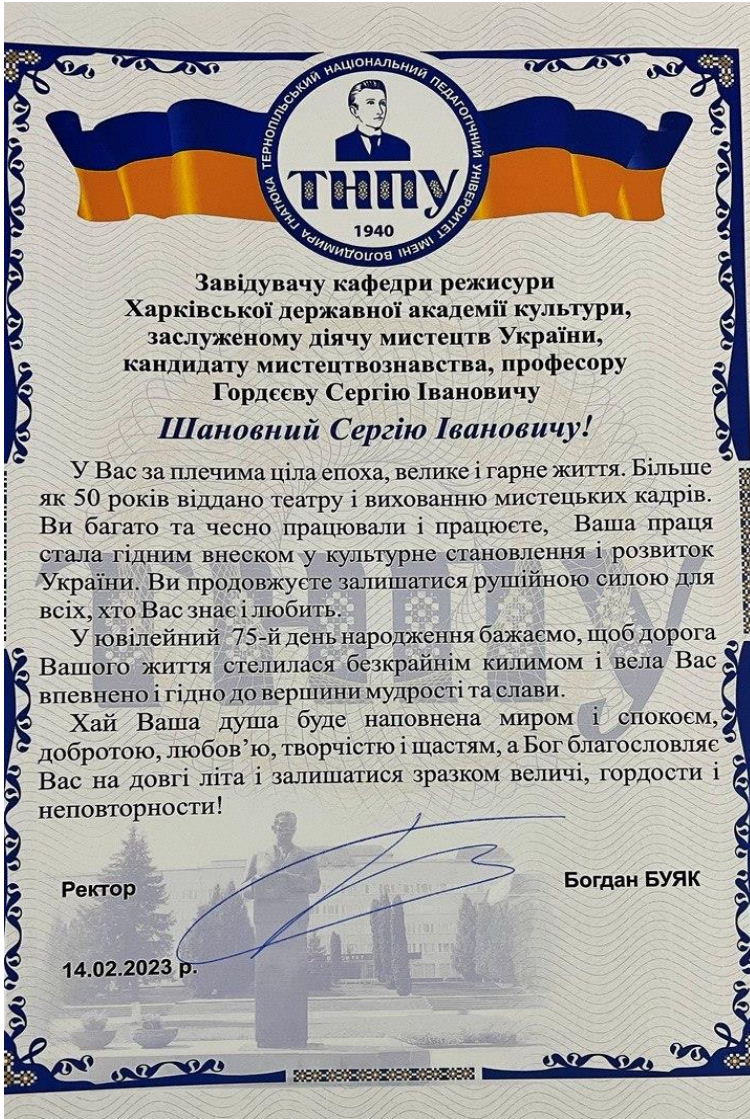 ТЕРНОПІЛЬСЬКИЙ НАЦІОНАЛЬНИЙ ПЕДАГОГІЧНИЙ УНІВЕРСИТЕТ ІМЕНІ ВОЛОДИМИРА ГНАТЮКА
ТНПУ
1940
Завідувачу кафедри режисури
Харківської державної академії культури,
заслуженому діячу мистецтв України,
кандидату мистецтвознавства, професору
Гордєєву Сергію Івановичу
Шановний Сергію Івановичу!
У Вас за плечима ціла епоха, велике і гарне життя. Більше
як 50 років віддано театру і вихованню мистецьких кадрів.
Ви багато та чесно працювали і працюєте, Ваша праця
стала гідним внеском у культурне становлення і розвиток
України. Ви продовжуєте залишатися рушійною силою для
всіх, хто Вас знає і любить.
У ювілейний 75-й день народження бажаємо, щоб дорога
Вашого життя стелилася безкрайнім килимом і вела Вас
впевнено і гідно до вершини мудрості та слави.
Хай Ваша душа буде наповнена миром і спокоєм,
добротою, любов’ю, творчістю і щастям, а Бог благословляє
Вас на довгі літа і залишатися зразком величі, гордости і
неповторности!
ТНПУ
Ректор
Богдан БУЯК
14.02.2023 р.